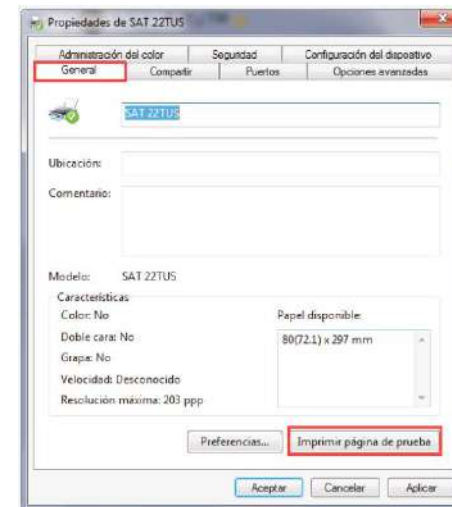 Propiedades de SAT 22TUS
Administración del color Seguridad Configuración del dispositivo
General Compartir Puertos Opciones avanzadas
SAT 22TUS
Ubicación:
Comentario:
Modelo: SAT 22TUS
Características
Color: No Papel disponible:
Doble cara: No 80(72.1) x 297 mm
Grapa: No
Velocidad: Desconocido
Resolución máxima: 203 ppp
Preferencias... Imprimir página de prueba
Aceptar Cancelar Aplicar